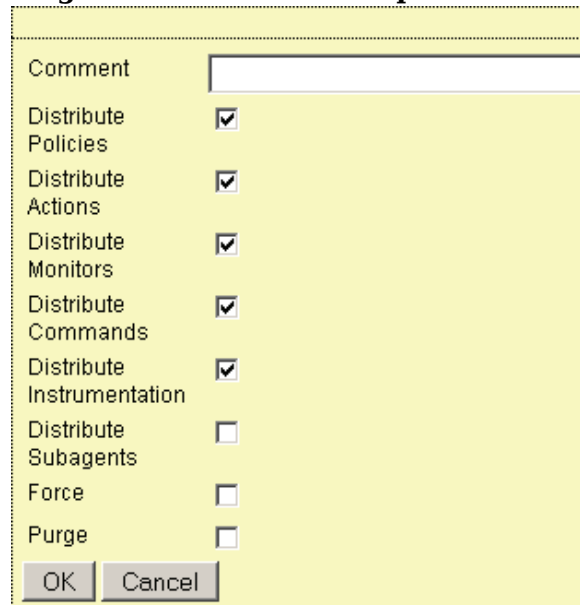 Comment
Distribute
Policies
Distribute
Actions
Distribute
Monitors
Distribute
Commands
Distribute
Instrumentation
Distribute
Subagents
Force
Purge
OK Cancel